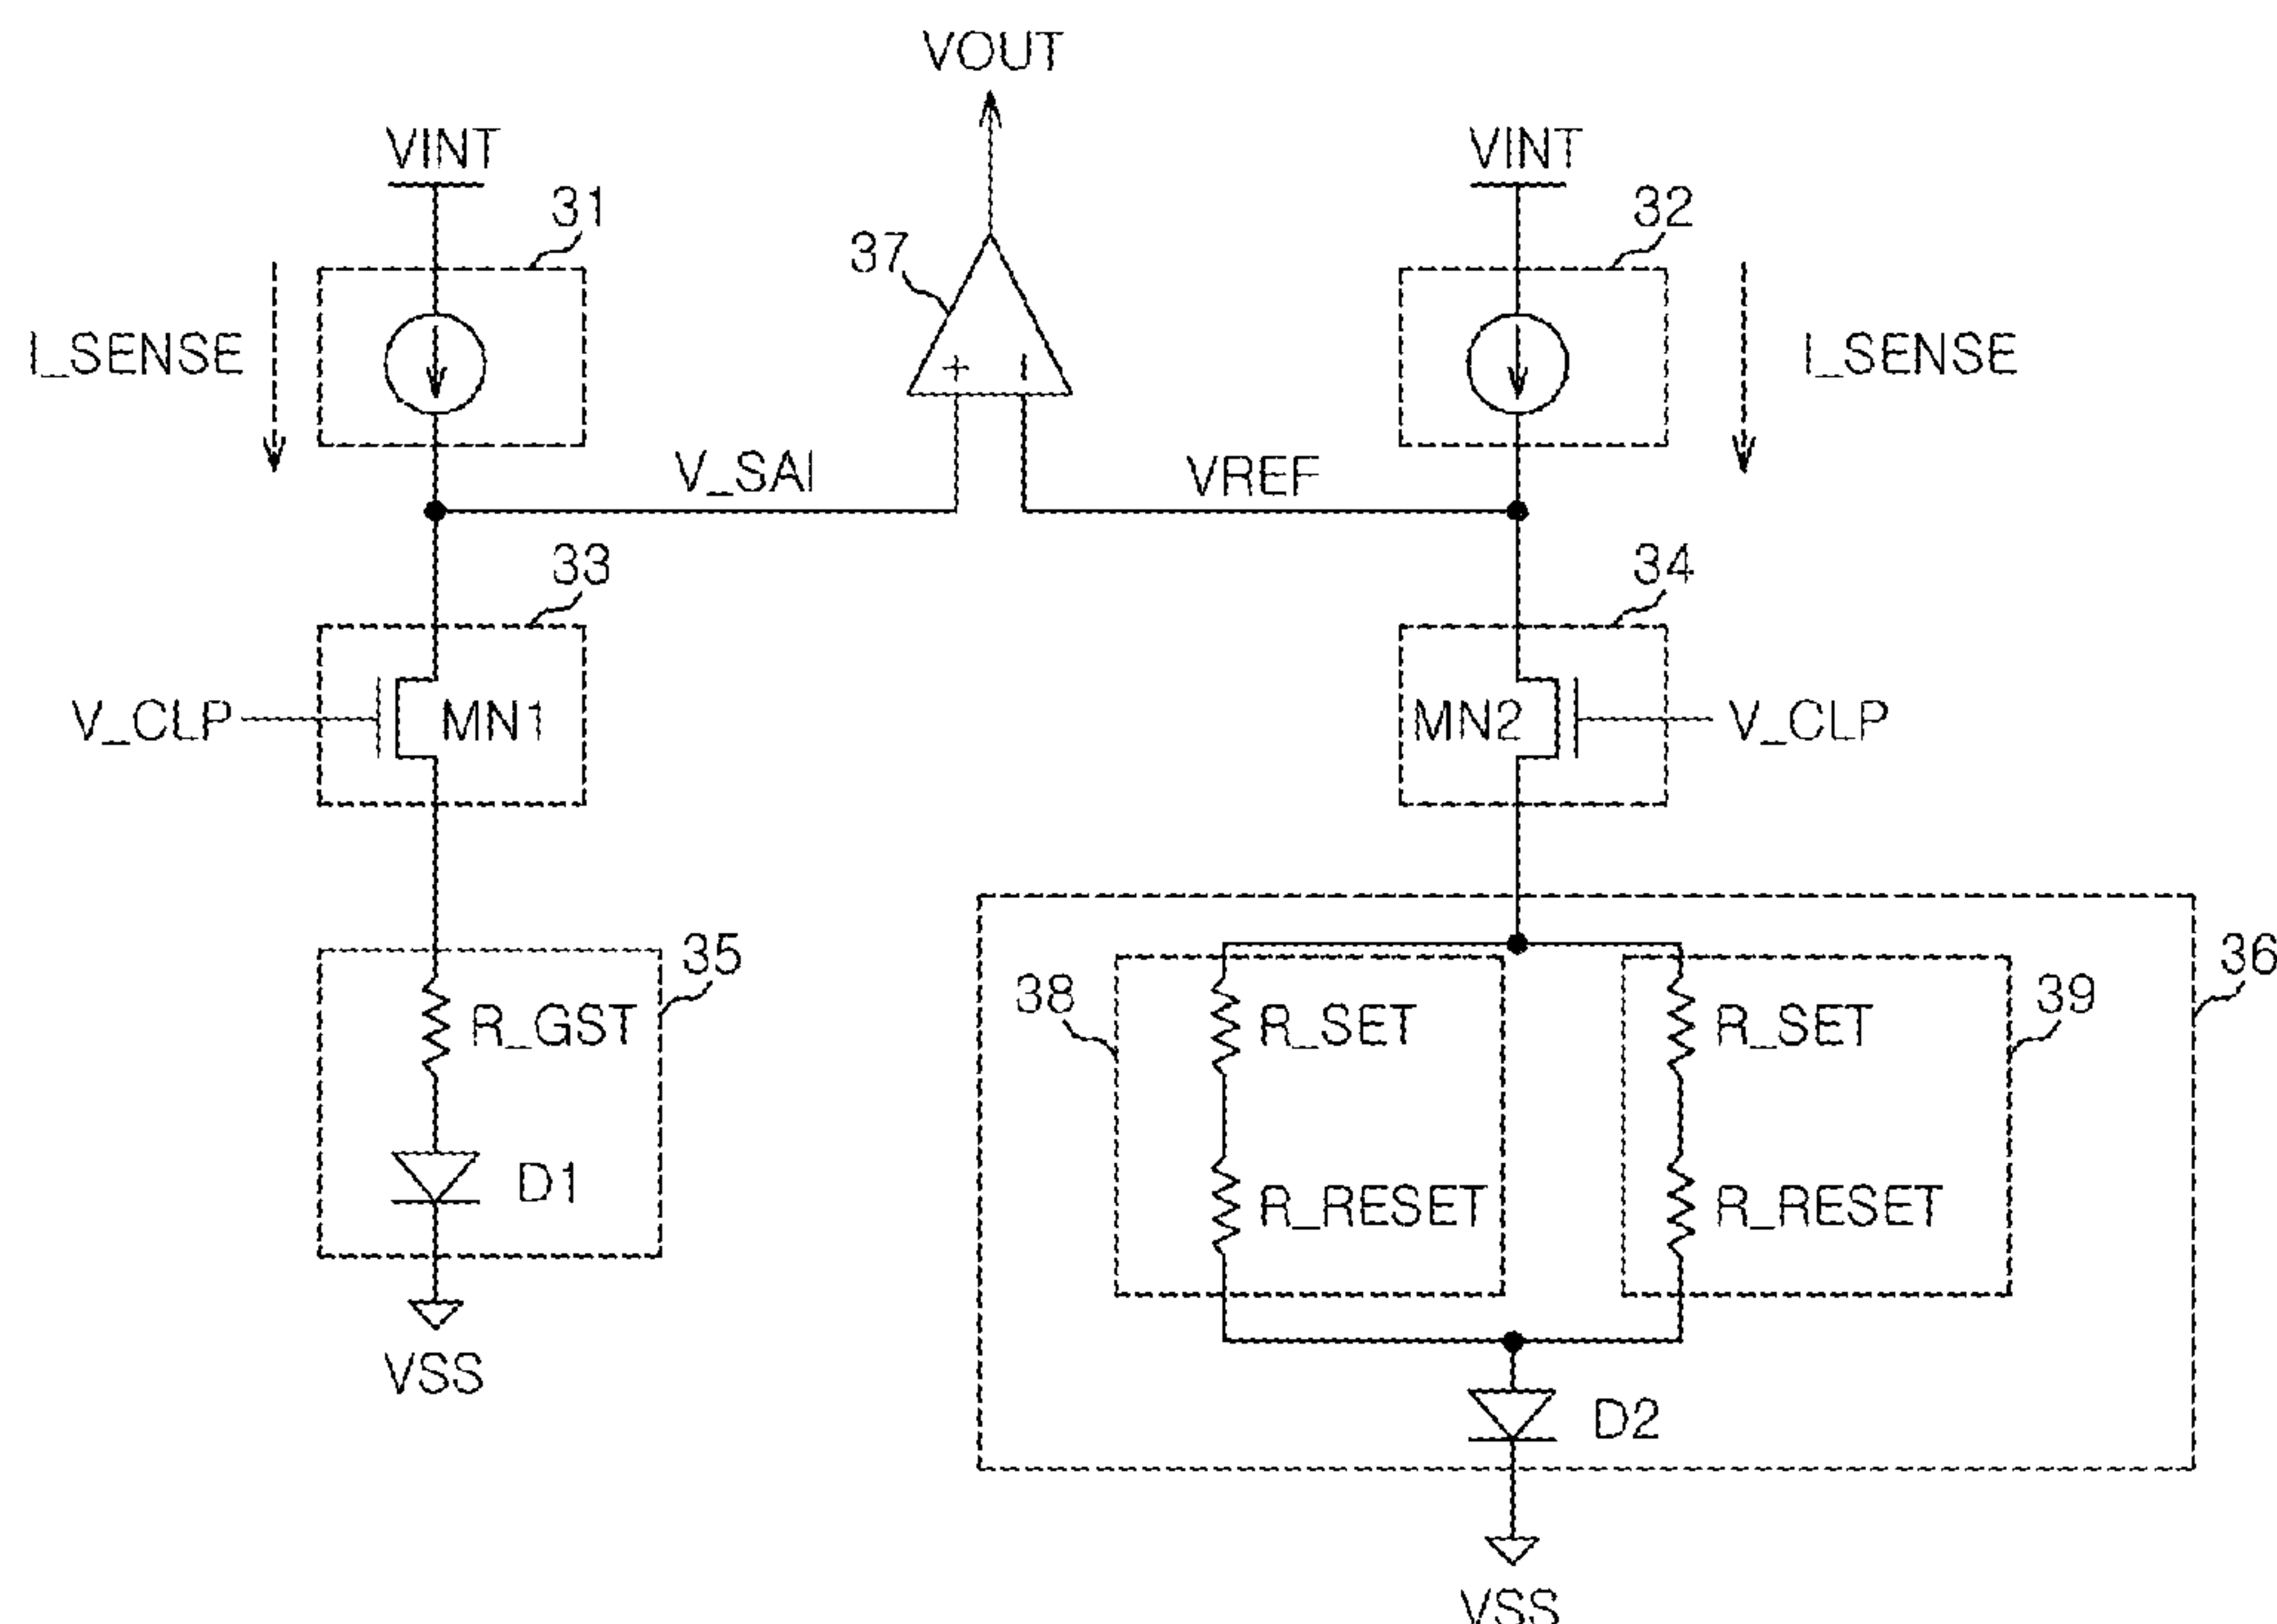 VOUT
VINT
VINT
31
32
37
I_SENSE
+
−
I_SENSE
V_SAI
VREF
33
34
V_CLP
MN1
MN2
V_CLP
35
36
38
39
R_GST
R_SET
R_SET
D1
R_RESET
R_RESET
VSS
D2
VSS